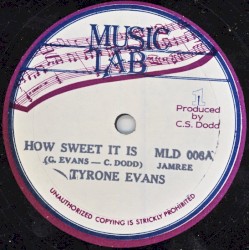 MUSIC
LAB
1
Produced
by
C.S. Dodd
HOW SWEET IT IS MLD 006A
(G. EVANS — C. DODD) JAMREE
TYRONE EVANS
UNAUTHORIZED COPYING IS STRICKLY PROHIBITED